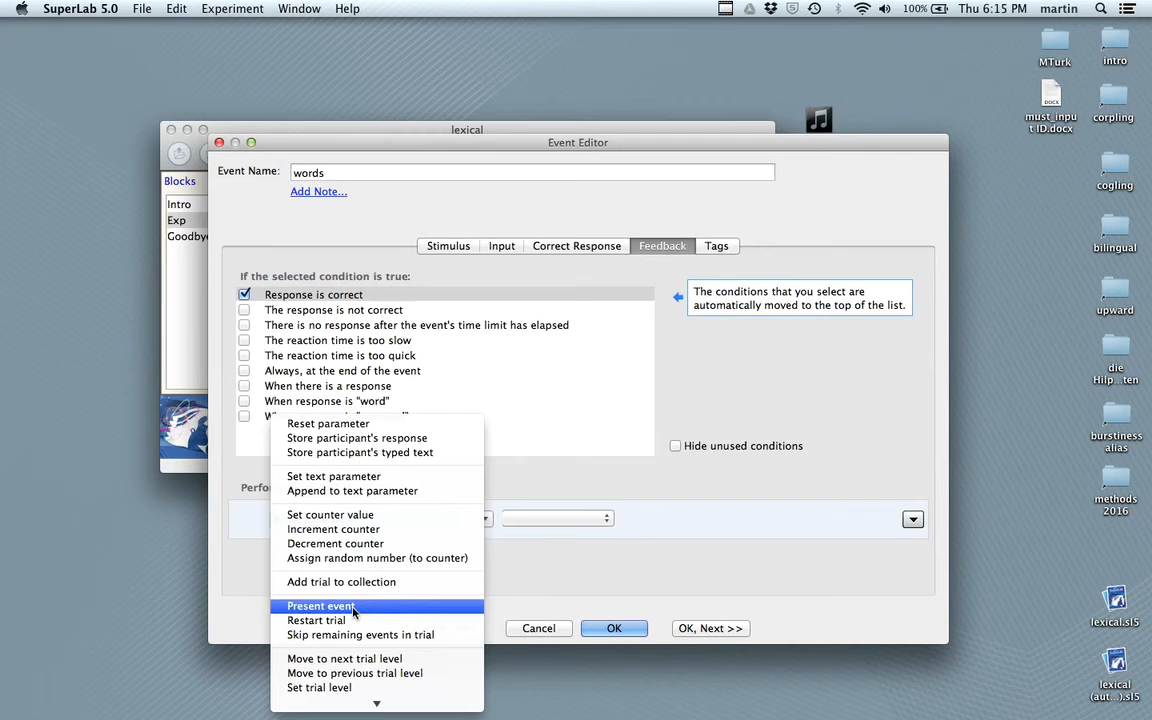 SuperLab 5.0 File Edit Experiment Window Help 100% Thu 6:15 PM martin
MTurk
intro
must_inpu
t ID.docx
corpling
cogling
bilingual
upward
die
Hilp...ten
burstiness
alias
methods
2016
lexical.sl5
lexical
(aut...).sl5
lexical
Blocks
Intro
Exp
Goodbye
Event Editor
Event Name: words
Add Note...
Stimulus Input Correct Response Feedback Tags
If the selected condition is true:
Response is correct
The response is not correct
There is no response after the event's time limit has elapsed
The reaction time is too slow
The reaction time is too quick
Always, at the end of the event
When there is a response
When response is "word"
The conditions that you select are
automatically moved to the top of the list.
Hide unused conditions
Reset parameter
Store participant's response
Store participant's typed text
Set text parameter
Append to text parameter
Set counter value
Increment counter
Decrement counter
Assign random number (to counter)
Add trial to collection
Present event
Restart trial
Skip remaining events in trial
Move to next trial level
Move to previous trial level
Set trial level
Cancel OK OK, Next >>